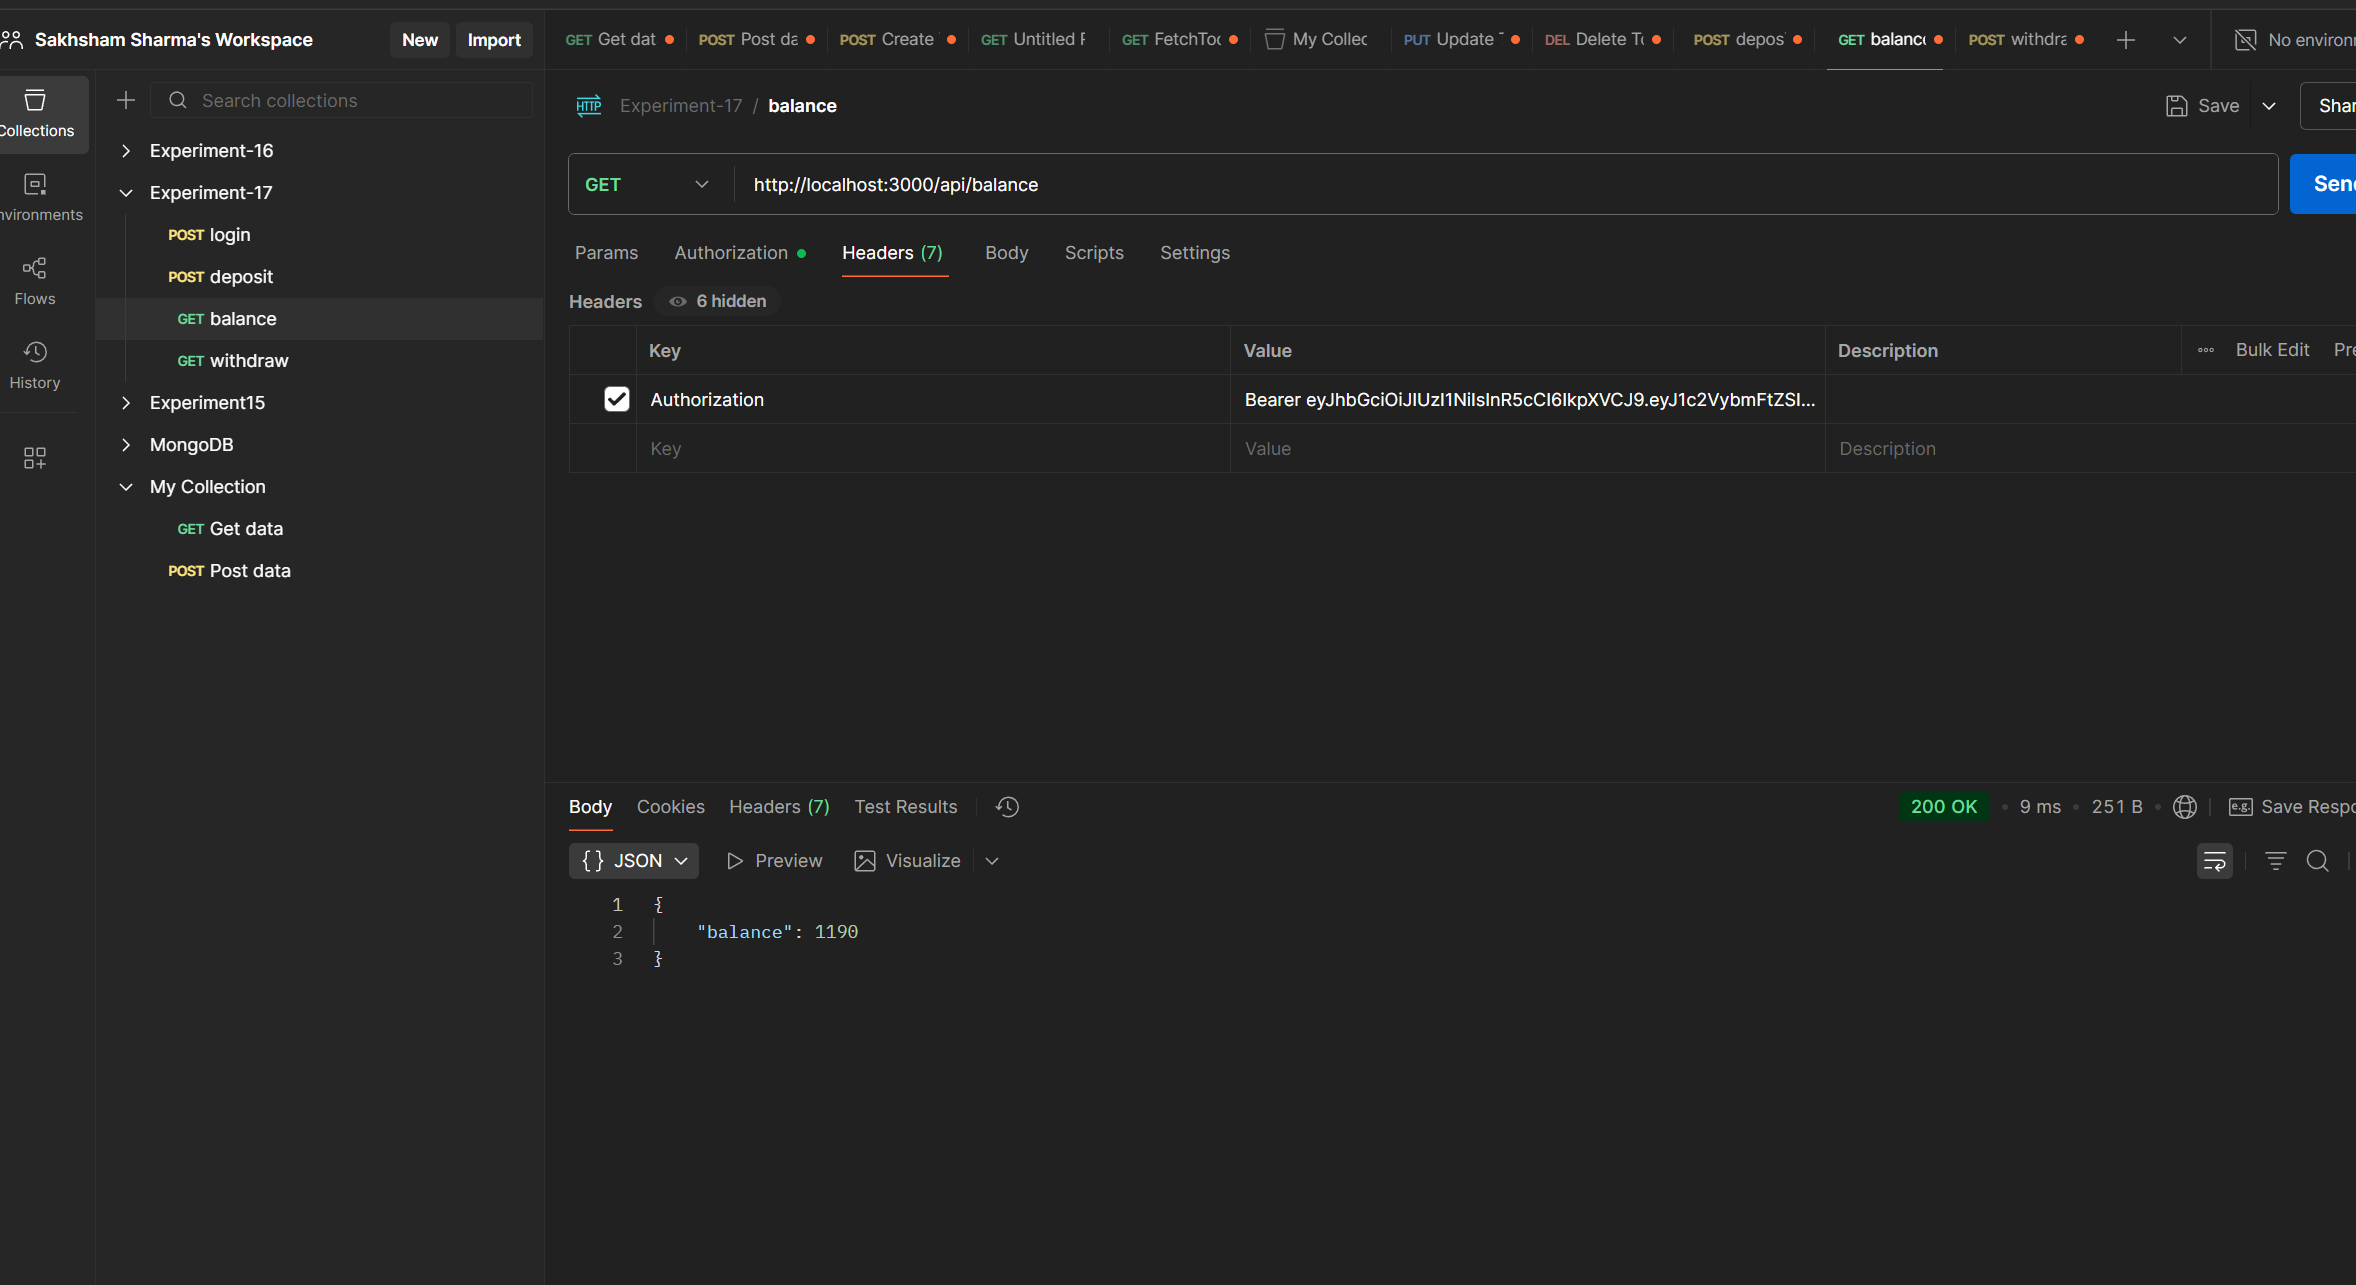 Sakhsham Sharma's Workspace
New
Import
GET Get dat
POST Post da
POST Create
GET Untitled F
GET FetchToo
My Collec
PUT Update T
DEL Delete To
POST depos
GET balanc
POST withdra
No environ
Collections
nvironments
Flows
History
Search collections
Experiment-16
Experiment-17
POST login
POST deposit
GET balance
GET withdraw
Experiment15
MongoDB
My Collection
GET Get data
POST Post data
HTTP Experiment-17 / balance
Save
Shar
GET
http://localhost:3000/api/balance
Send
Params
Authorization
Headers (7)
Body
Scripts
Settings
Headers
6 hidden
Key
Value
Description
Bulk Edit
Pre
Authorization
Bearer eyJhbGciOiJIUzI1NiIsInR5cCI6IkpXVCJ9.eyJ1c2VybmFtZSI...
Key
Value
Description
Body
Cookies
Headers (7)
Test Results
200 OK
9 ms
251 B
e.g.
Save Respo
{} JSON
Preview
Visualize
1 {
2 "balance": 1190
3 }